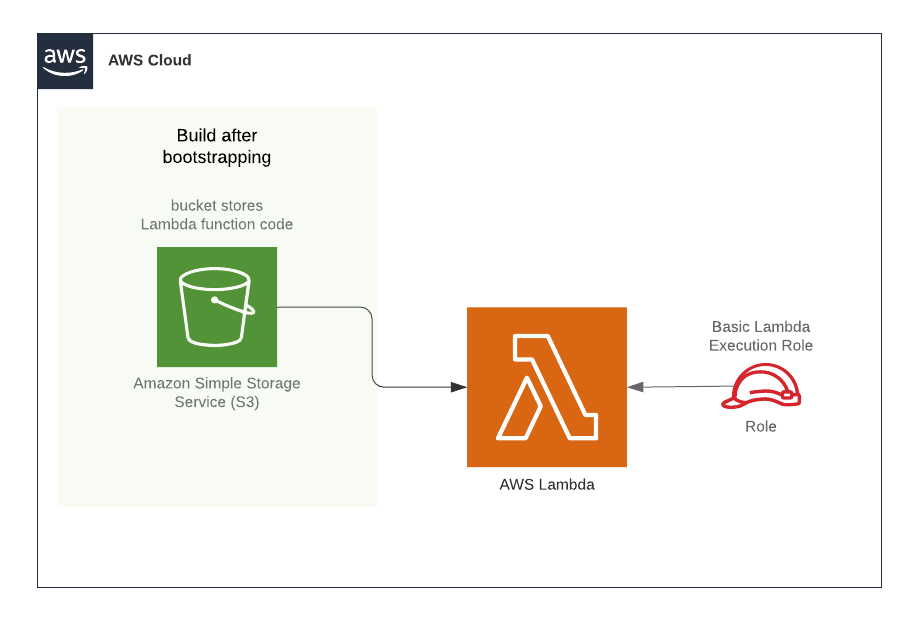 aws
AWS Cloud
Build after
bootstrapping
bucket stores
Lambda function code
Amazon Simple Storage
Service (S3)
AWS Lambda
Basic Lambda
Execution Role
Role